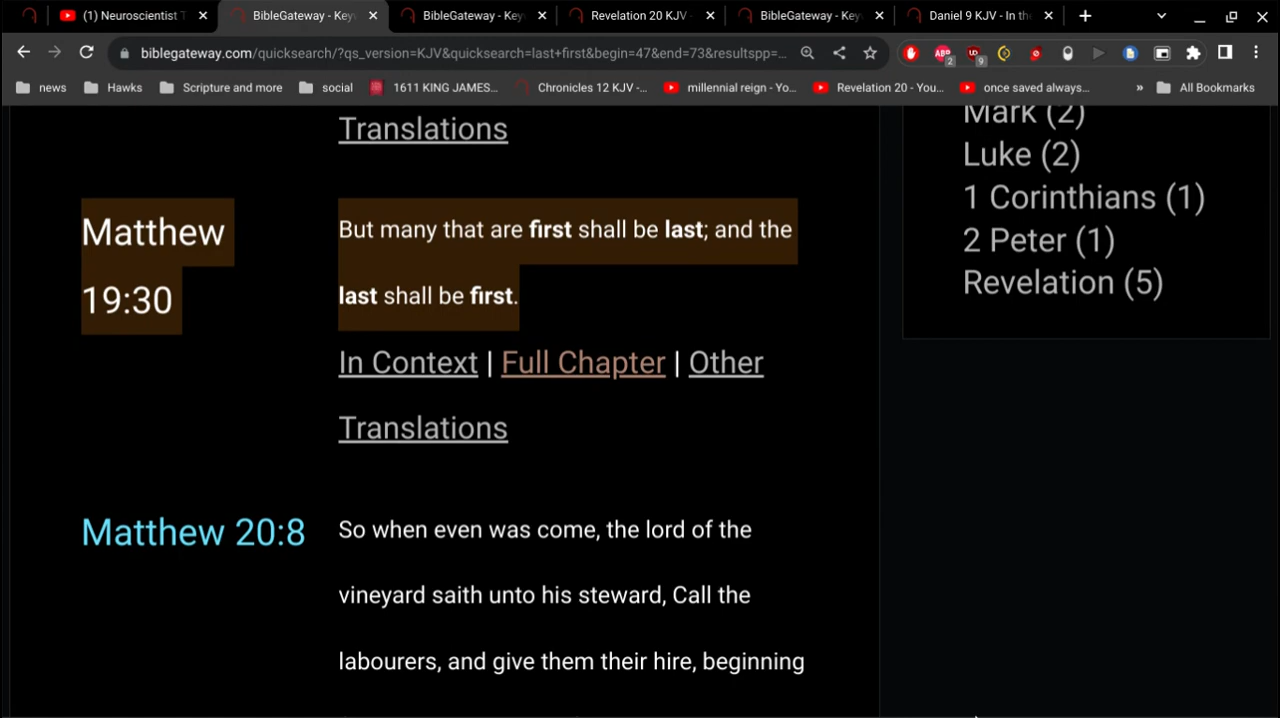 (1) Neuroscientist T
BibleGateway - Key
BibleGateway - Key
Revelation 20 KJV -
BibleGateway - Key
Daniel 9 KJV - In the
biblegateway.com/quicksearch/?qs_version=KJV&quicksearch=last+first&begin=47&end=73&resultspp=...
ABP
2
9
news
Hawks
Scripture and more
social
1611 KING JAMES...
Chronicles 12 KJV -...
millennial reign - Yo...
Revelation 20 - You...
once saved always...
»
All Bookmarks
Translations
Matthew
19:30
But many that are first shall be last; and the
last shall be first.
In Context | Full Chapter | Other
Translations
Matthew 20:8
So when even was come, the lord of the
vineyard saith unto his steward, Call the
labourers, and give them their hire, beginning
Mark (2)
Luke (2)
1 Corinthians (1)
2 Peter (1)
Revelation (5)